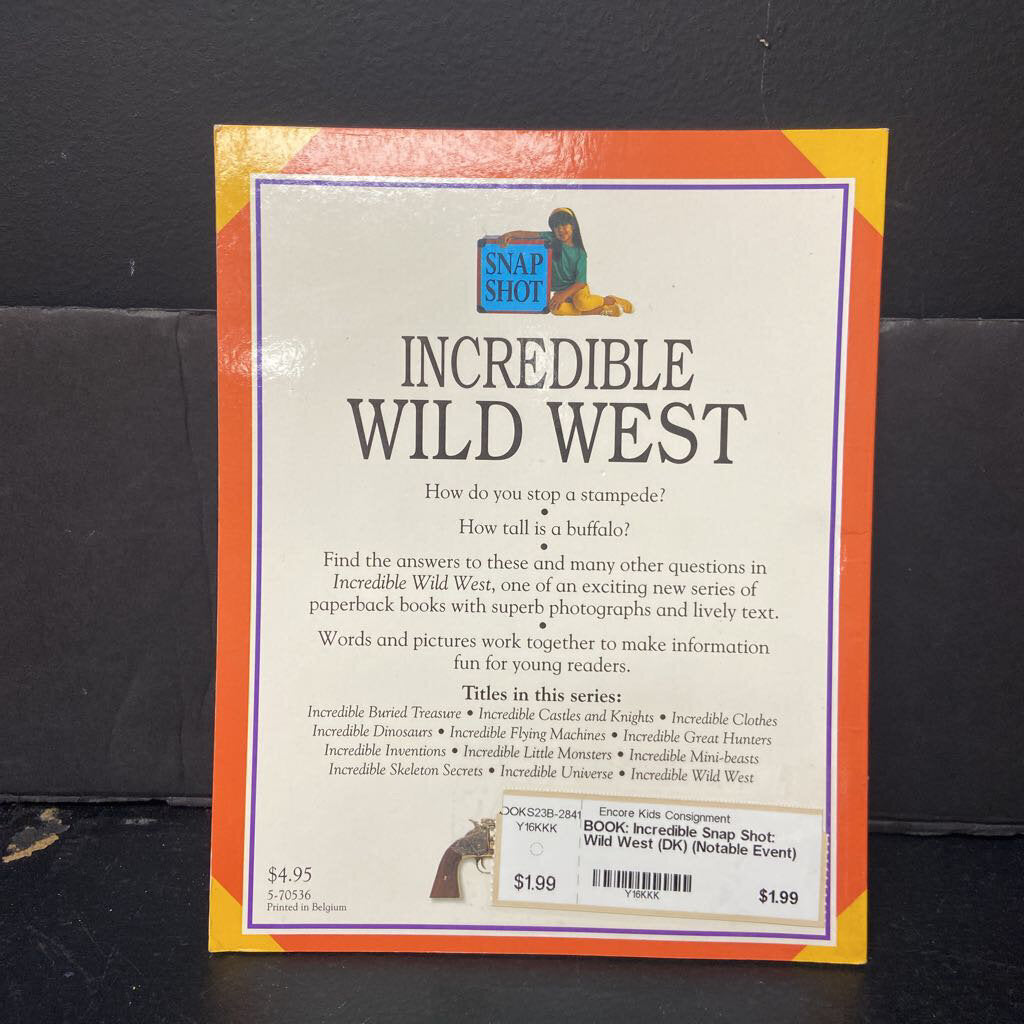 SNAP
SHOT
INCREDIBLE
WILD WEST
How do you stop a stampede?
•
How tall is a buffalo?
•
Find the answers to these and many other questions in
Incredible Wild West, one of an exciting new series of
paperback books with superb photographs and lively text.
•
Words and pictures work together to make information
fun for young readers.
Titles in this series:
Incredible Buried Treasure • Incredible Castles and Knights • Incredible Clothes
Incredible Dinosaurs • Incredible Flying Machines • Incredible Great Hunters
Incredible Inventions • Incredible Little Monsters • Incredible Mini-beasts
Incredible Skeleton Secrets • Incredible Universe • Incredible Wild West
$4.95
5-70536
Printed in Belgium
OOKS23B-2841
Y16KKK
$1.99
Encore Kids Consignment
BOOK: Incredible Snap Shot:
Wild West (DK) (Notable Event)
Y16KKK
$1.99